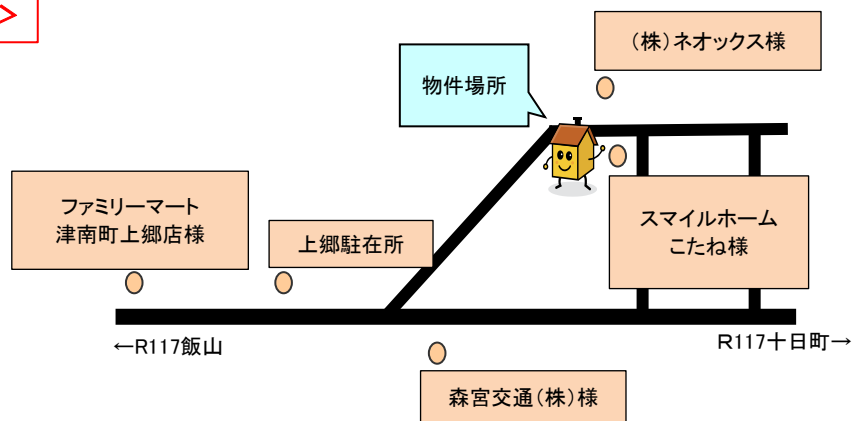 ＞
(株)ネオックス様
物件場所
ファミリーマート
津南町上郷店様
上郷駐在所
スマイルホーム
こたね様
←R117飯山
R117十日町→
森宮交通(株)様